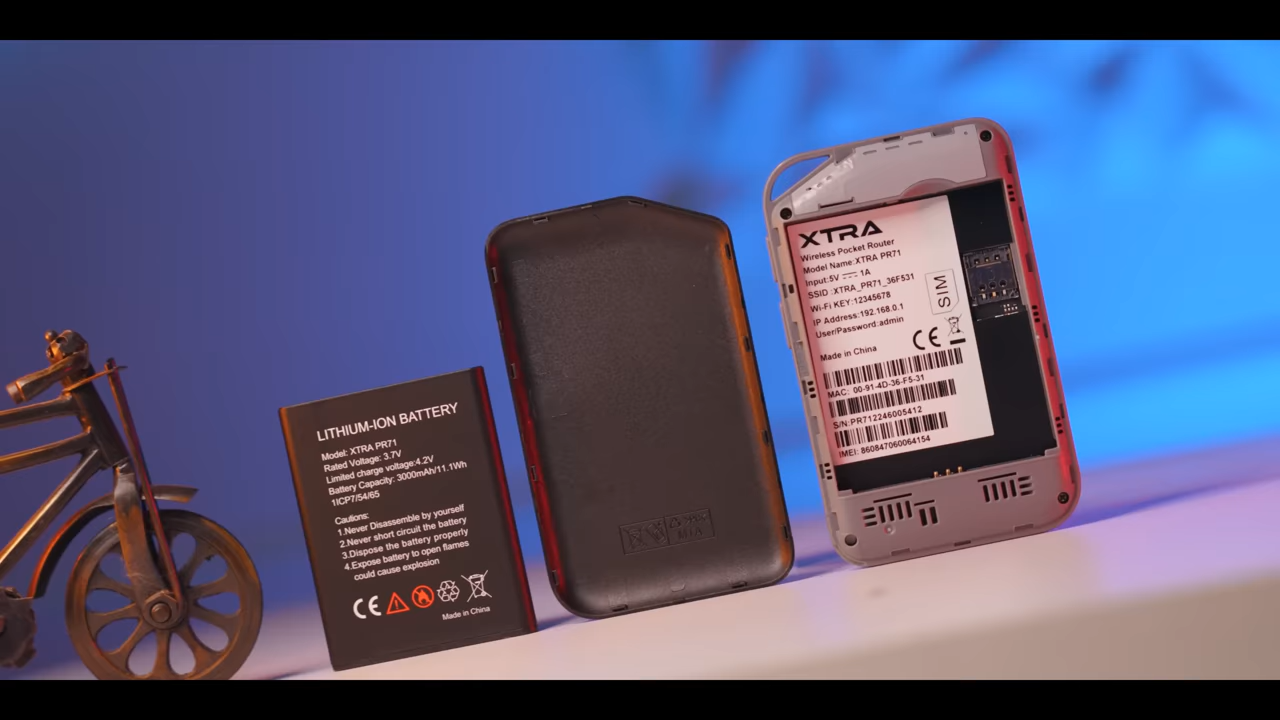 LITHIUM-ION BATTERY
Model: XTRA PR71
Rated Voltage: 3.7V
Limited charge voltage:4.2V
Battery Capacity: 3000mAh/11.1Wh
1ICP7/54/65
Cautions:
1.Never Disassemble by yourself
2.Never short circuit the battery
3.Dispose the battery properly
4.Expose battery to open flames
could cause explosion
CE
Made in China
XTRA
Wireless Pocket Router
Model Name:XTRA PR71
Input:5V 1A
SSID :XTRA_PR71_36F531
Wi-Fi KEY:12345678
IP Address:192.168.0.1
User/Password:admin
SIM
CE
Made in China
MAC: 00-91-4D-36-F5-31
S/N:PR712246005412
IMEI: 860847060064154